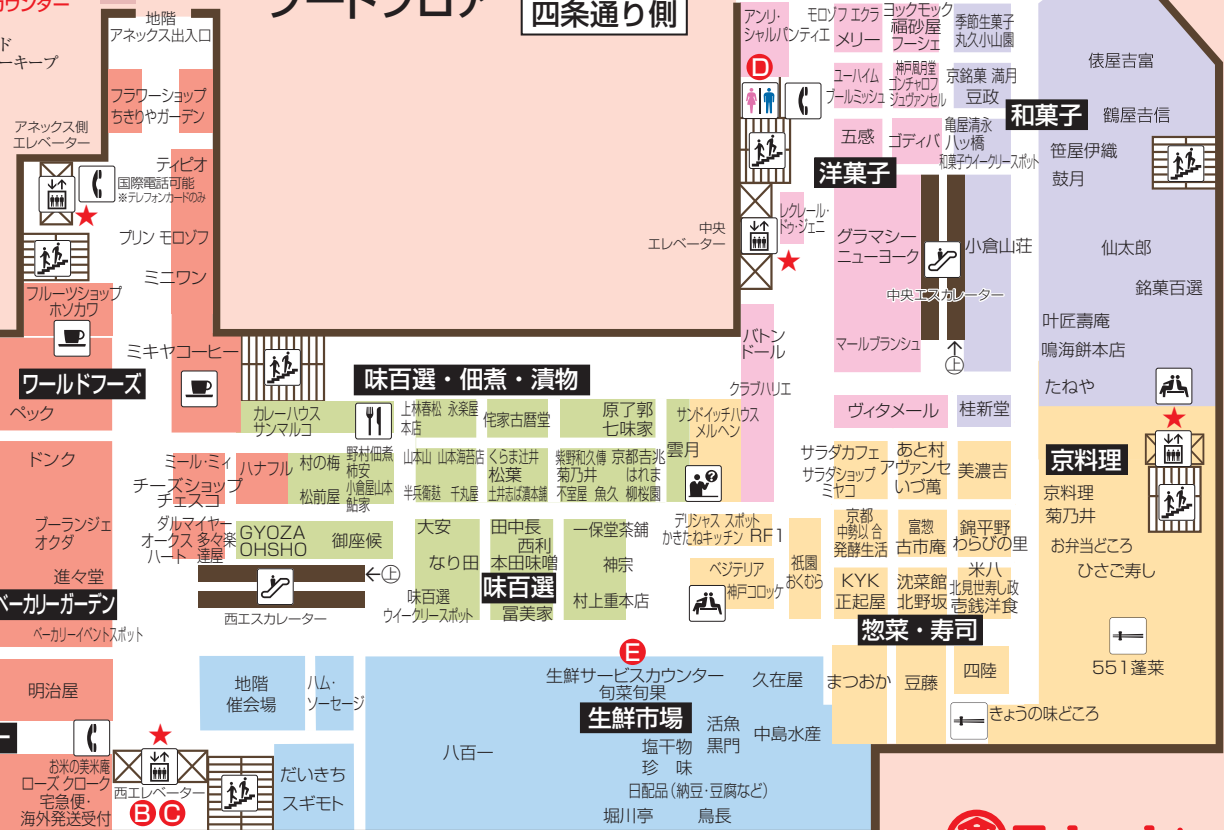 カウンター
フードフロア
四条通り側
地階
アネックス出入口
フラワーショップ
ちきりやガーデン
アネックス側
エレベーター
ティピオ
国際電話可能
※テレフォンカードのみ
プリン モロゾフ
ミニワン
フルーツショップ
ホソカワ
ミキヤコーヒー
ワールドフーズ
ペック
ドンク
ブーランジェ
オクダ
進々堂
ベーカリーガーデン
ベーカリーイベントスポット
明治屋
お米の美米庵
ローズ クローク
宅急便・
海外発送受付
西エレベーター
B C
ミール・ミィ
チーズショップ
チェスコ
ダルマイヤー
オークス 多々楽
ハート 達屋
ハナフル
味百選・佃煮・漬物
カレーハウス
サンマルコ
上林春松 永楽屋
本店
侘家古暦堂
原了郭
七味家
村の梅
松前屋
野村佃煮
柿安
小倉屋山本
鮎家
山本山 山本海苔店
半兵衛麸 千丸屋
くらま辻井
松葉
土井志ば漬本舗
紫野和久傳 京都吉兆
菊乃井 はれま
不室屋 魚久 柳桜園
雲月
GYOZA
OHSHO
御座候
大安
なり田
味百選
ウイークリースポット
田中長
西利
本田味噌
味百選
冨美家
一保堂茶舗
神宗
村上重本店
←上
西エスカレーター
地階
催会場
ハム・
ソーセージ
だいきち
スギモト
E
生鮮サービスカウンター
旬菜旬果
生鮮市場
久在屋
八百一
活魚
黒門
中島水産
塩干物
珍 味
日配品(納豆・豆腐など)
堀川亭
鳥長
アンリ・
シャルパンティエ
D
モロゾフ エクラ
メリー
ヨックモック
福砂屋
フーシェ
季節生菓子
丸久小山園
ユーハイム
ブールミッシュ
神戸風月堂
ゴンチャロフ
ジュヴァンセル
京銘菓 満月
豆政
五感
ゴディバ
亀屋清永
八ッ橋
和菓子ウイークリースポット
洋菓子
和菓子
俵屋吉富
鶴屋吉信
笹屋伊織
鼓月
仙太郎
銘菓百選
叶匠壽庵
鳴海餅本店
たねや
中央
エレベーター
レクレール・
ドゥ・ジェニ
グラマシー
ニューヨーク
小倉山荘
中央エスカレーター
↑
上
マールブランシュ
バトン
ドール
クラブハリエ
ヴィタメール
桂新堂
サンドイッチハウス
メルヘン
サラダカフェ
サラダショップ
ミヤコ
あと村
アヴァンセ
いづ萬
美濃吉
京料理
京料理
菊乃井
お弁当どころ
ひさご寿し
551蓬莱
デリシャス スポット
かきたねキッチン RF1
ベジテリア
神戸コロッケ
祇園
おくむら
京都
中勢以 合
発酵生活
富惣
古市庵
錦平野
わらびの里
KYK
正起屋
沈菜館
北野坂
米八
北見世寿し政
壱銭洋食
惣菜・寿司
まつおか
豆藤
四陸
きょうの味どころ